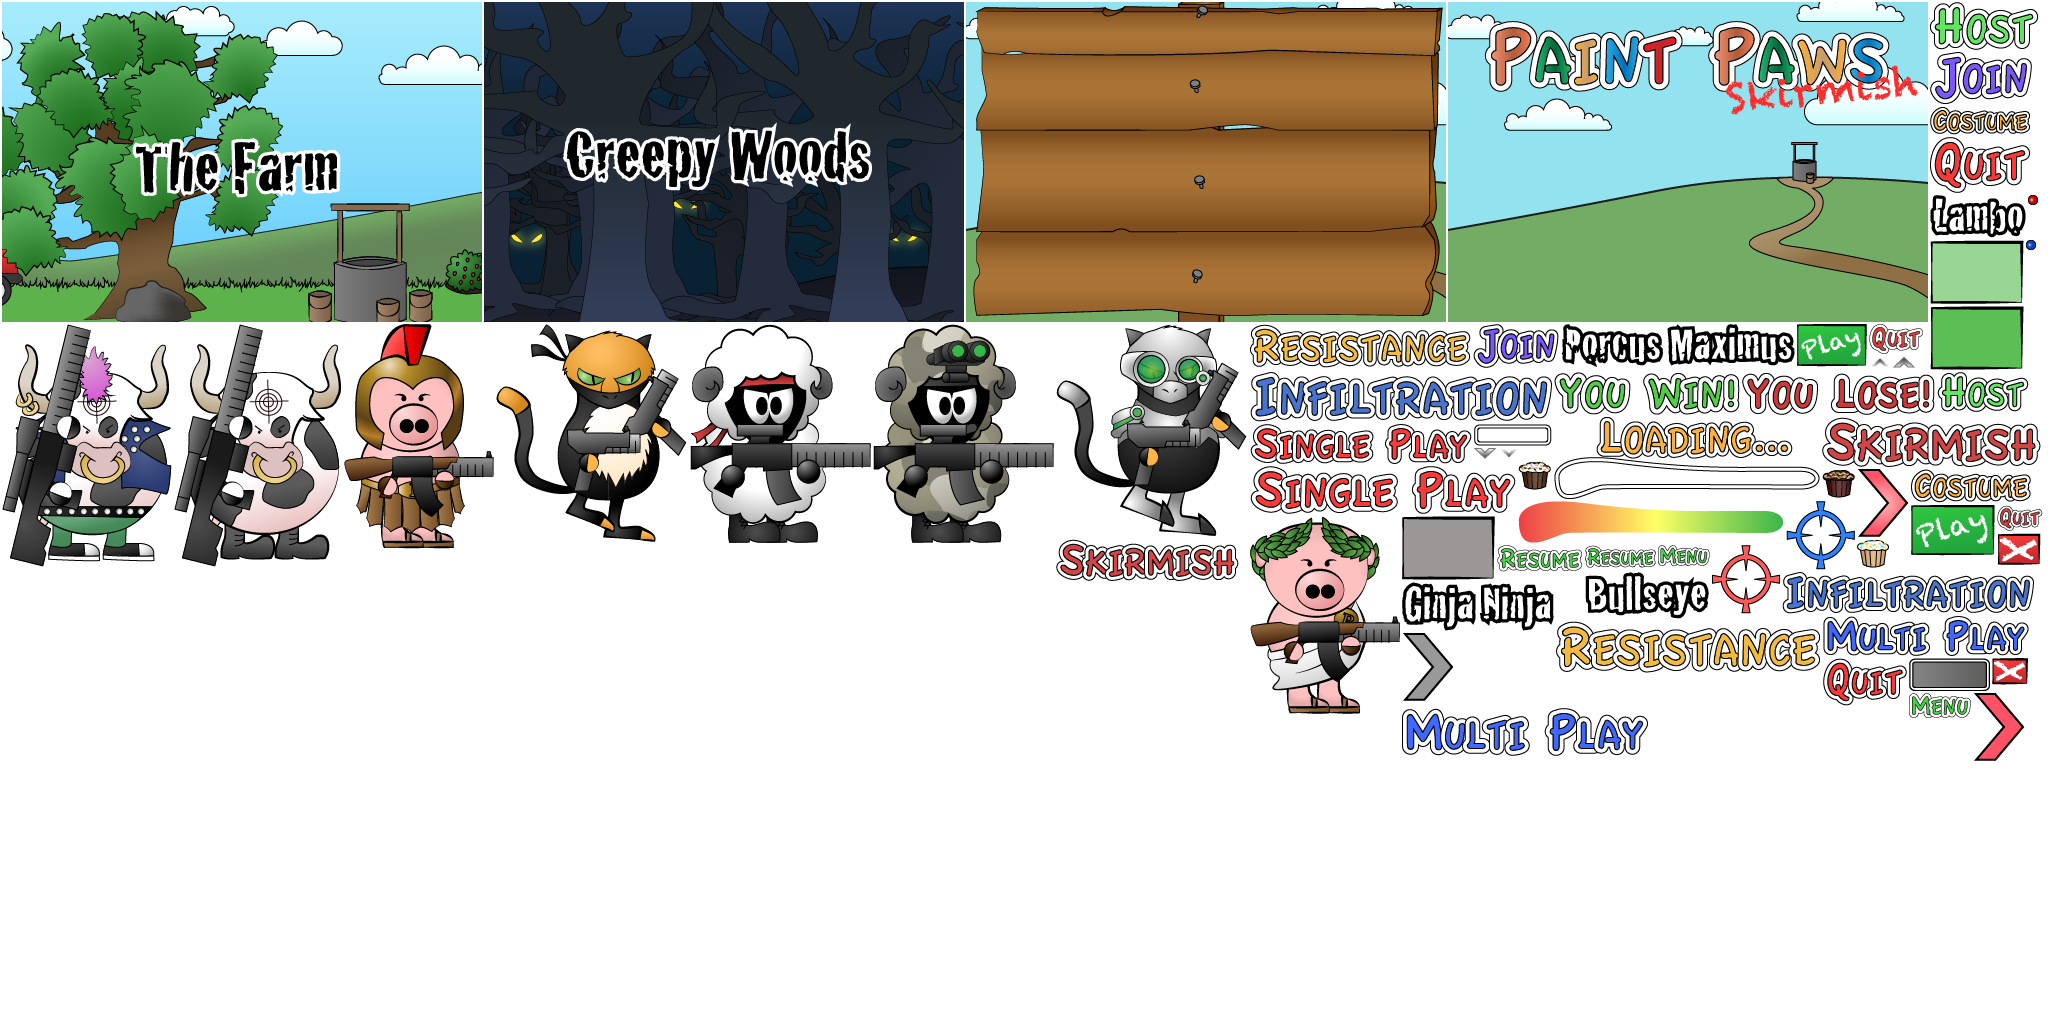 The Farm
Creepy Woods
PAINT PAWS
Skirmish
HOST
JOIN
COSTUME
QUIT
Lambo
RESISTANCE
JOIN
Porcus Maximus
Play
QUIT
INFILTRATION
YOU WIN!
YOU LOSE!
HOST
SINGLE PLAY
LOADING...
SKIRMISH
SINGLE PLAY
COSTUME
Play
QUIT
SKIRMISH
RESUME
RESUME
MENU
Ginja Ninja
Bullseye
INFILTRATION
RESISTANCE
MULTI PLAY
QUIT
MENU
MULTI PLAY